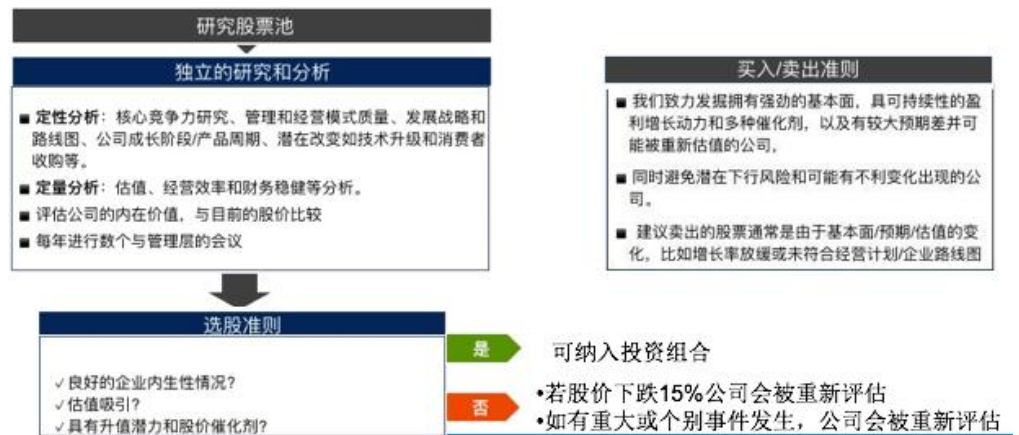 研究股票池
独立的研究和分析
■ 定性分析：核心竞争力研究、管理和经营模式质量、发展战略和
路线图、公司成长阶段/产品周期、潜在改变如技术升级和消费者
收购等。
■ 定量分析：估值、经营效率和财务稳健等分析。
■ 评估公司的内在价值，与目前的股价比较
■ 每年进行数个与管理层的会议
买入/卖出准则
■ 我们致力发掘拥有强劲的基本面，具可持续性的盈
利增长动力和多种催化剂，以及有较大预期差并可
能被重新估值的公司，
■ 同时避免潜在下行风险和可能有不利变化出现的公
司。
■ 建议卖出的股票通常是由于基本面/预期/估值的变
化，比如增长率放缓或未符合经营计划/企业路线图
选股准则
✓良好的企业内生性情况?
✓估值吸引?
✓具有升值潜力和股价催化剂?
是
可纳入投资组合
否
•若股价下跌15%公司会被重新评估
•如有重大或个别事件发生，公司会被重新评估